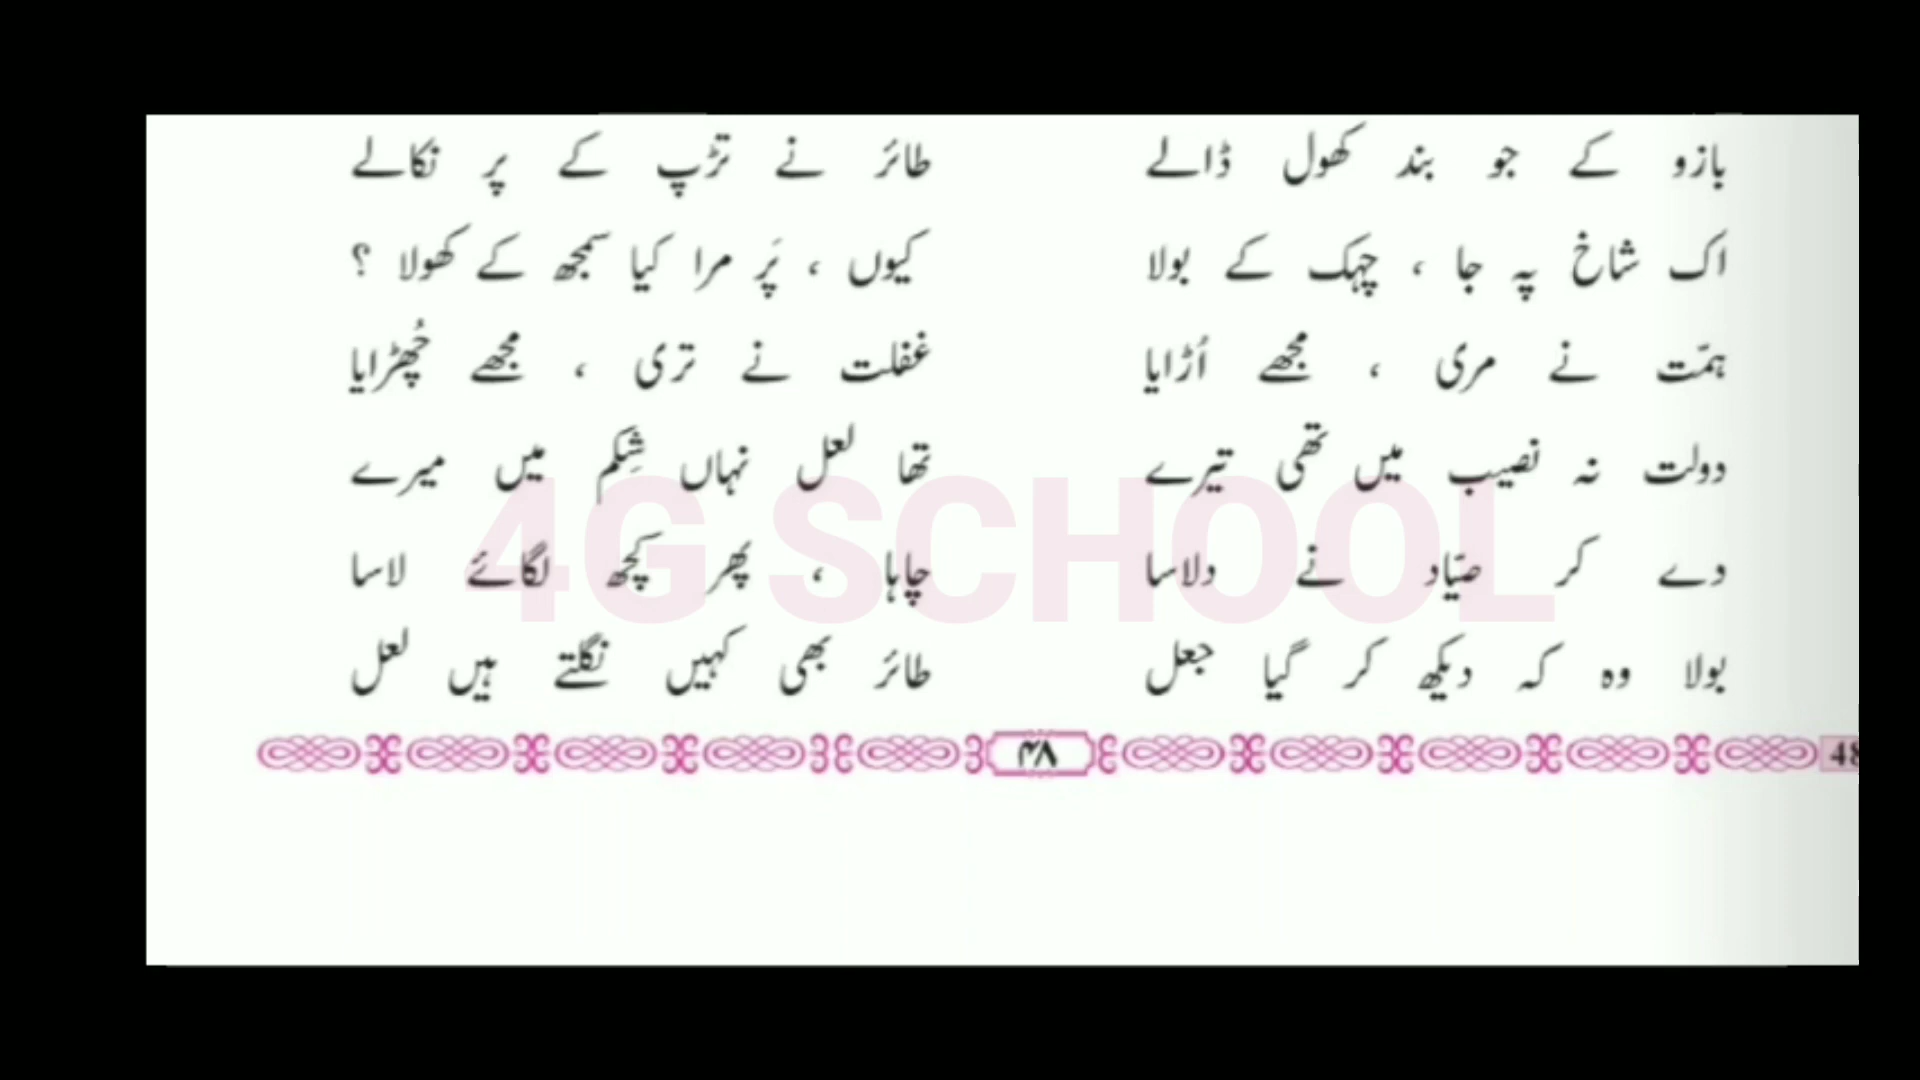 بازو کے جو بند کھول ڈالے طائر نے تڑپ کے پر نکالے
اک شاخ پہ جا ، چہک کے بولا کیوں ، پَر مرا کیا سمجھ کے کھولا ؟
ہمّت نے مری ، مجھے اُڑایا غفلت نے تری ، مجھے چُھڑایا
دولت نہ نصیب میں تھی تیرے تھا لعل نہاں شِکم میں میرے
دے کر صیّاد نے دلاسا چاہا ، پھر کچھ لگائے لاسا
بولا وہ کہ دیکھ کر گیا جعل طائر بھی کہیں نگلتے ہیں لعل
۴۸
48
4G SCHOOL